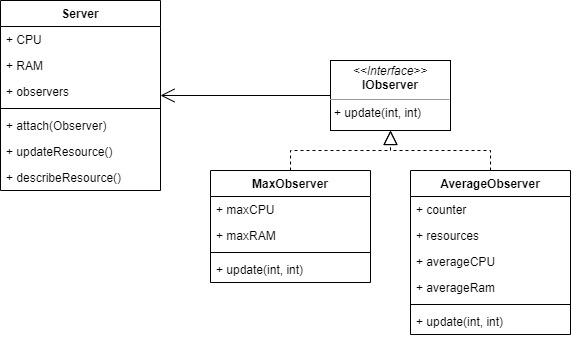 Server
+ CPU
+ RAM
+ observers
+ attach(Observer)
+ updateResource()
+ describeResource()
<<Interface>>
IObserver
+ update(int, int)
MaxObserver
+ maxCPU
+ maxRAM
+ update(int, int)
AverageObserver
+ counter
+ resources
+ averageCPU
+ averageRam
+ update(int, int)